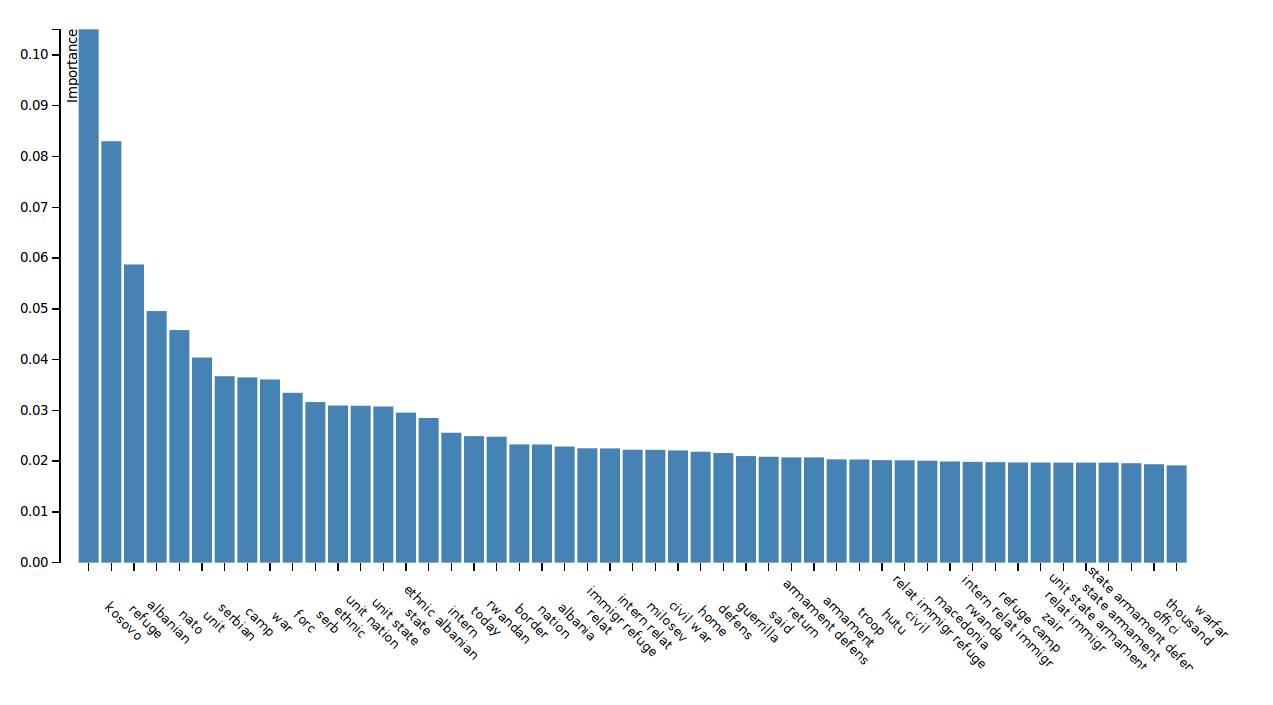 Importance
0.10
0.09
0.08
0.07
0.06
0.05
0.04
0.03
0.02
0.01
0.00
kosovo
refuge
albanian
nato
unit
serbian
camp
war
forc
serb
ethnic
unit nation
unit state
state
ethnic albanian
intern
today
rwandan
border
nation
albania
relat
immigr refuge
intern relat
milosev
civil war
home
defens
guerrilla
said
return
armament defens
armament
troop
hutu
civil
relat immigr refuge
macedonia
rwanda
intern relat immigr
refuge camp
zair
relat immigr
unit state armament
state armament
state armament
offici
thousand
warfar